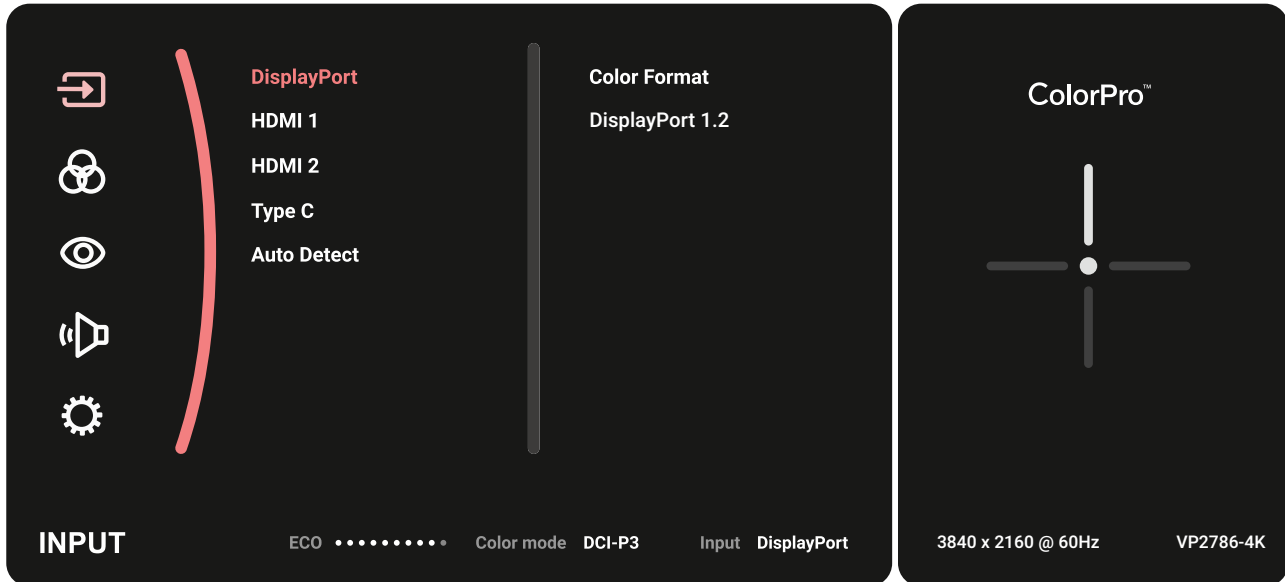 DisplayPort
HDMI 1
HDMI 2
Type C
Auto Detect
Color Format
DisplayPort 1.2
INPUT
ECO
Color mode DCI-P3
Input DisplayPort
ColorPro™
3840 x 2160 @ 60Hz
VP2786-4K